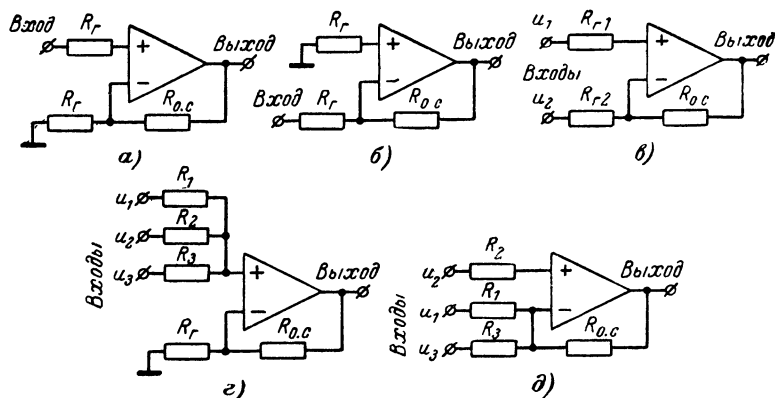 Вход
Rг
+
−
Выход
Rг
Rо.с
а)
Rг
+
−
Выход
Вход
Rг
Rо.с
б)
u1
Rг1
+
−
Выход
Входы
u2
Rг2
Rо.с
в)
u1
R1
u2
R2
u3
R3
Входы
+
−
Выход
Rг
Rо.с
г)
u2
R2
+
−
Выход
u1
R1
u3
R3
Входы
Rо.с
д)